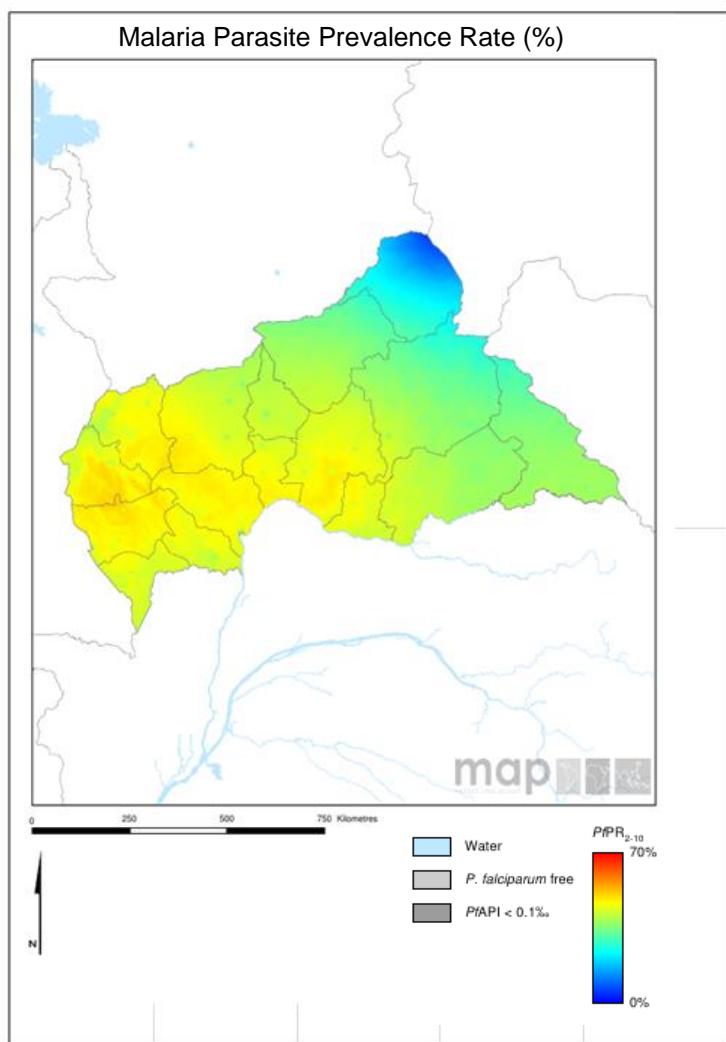 Malaria Parasite Prevalence Rate (%)
map
0 250 500 750 Kilometres
Water
P. falciparum free
PfAPI < 0.1‰
PfPR2-10
70%
0%
N